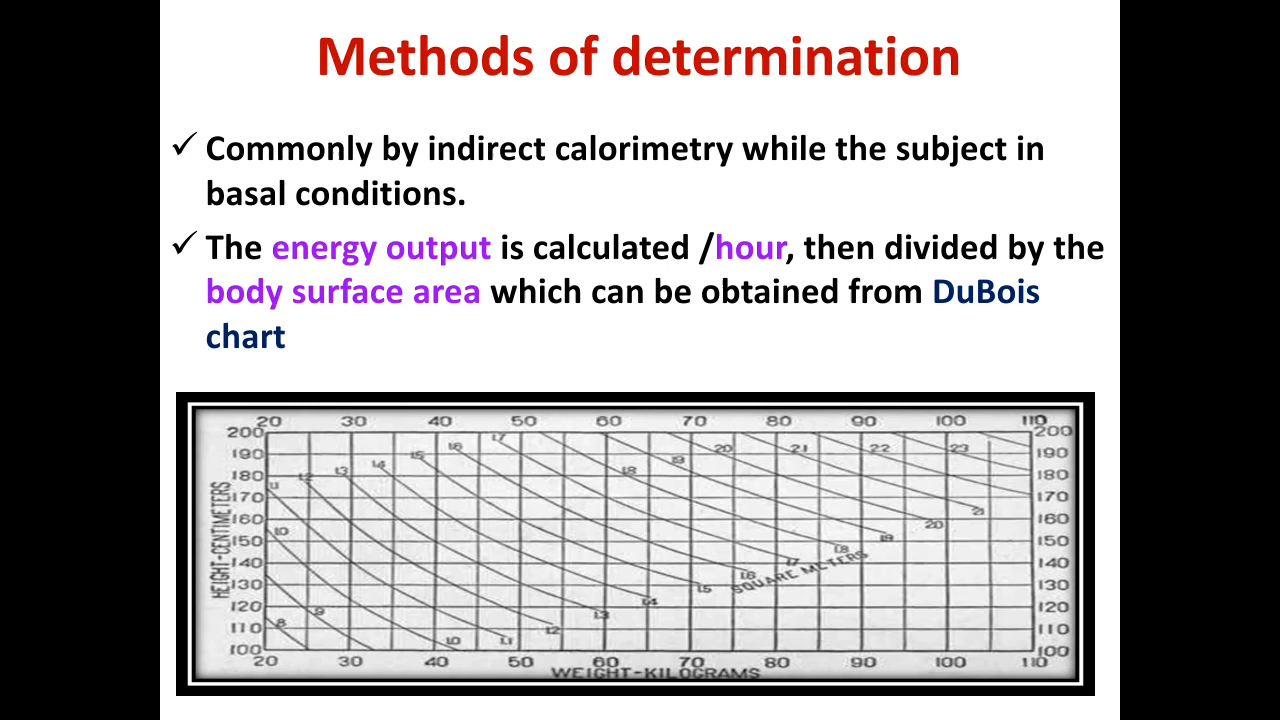 Methods of determination
✓ Commonly by indirect calorimetry while the subject in
basal conditions.
✓ The energy output is calculated /hour, then divided by the
body surface area which can be obtained from DuBois
chart
20 30 40 50 60 70 80 90 100 110
200 200
190 190
180 180
170 170
160 160
150 150
140 140
130 130
120 120
110 110
100 100
20 30 40 50 60 70 80 90 100 110
HEIGHT-CENTIMETERS
SQUARE METERS
WEIGHT-KILOGRAMS